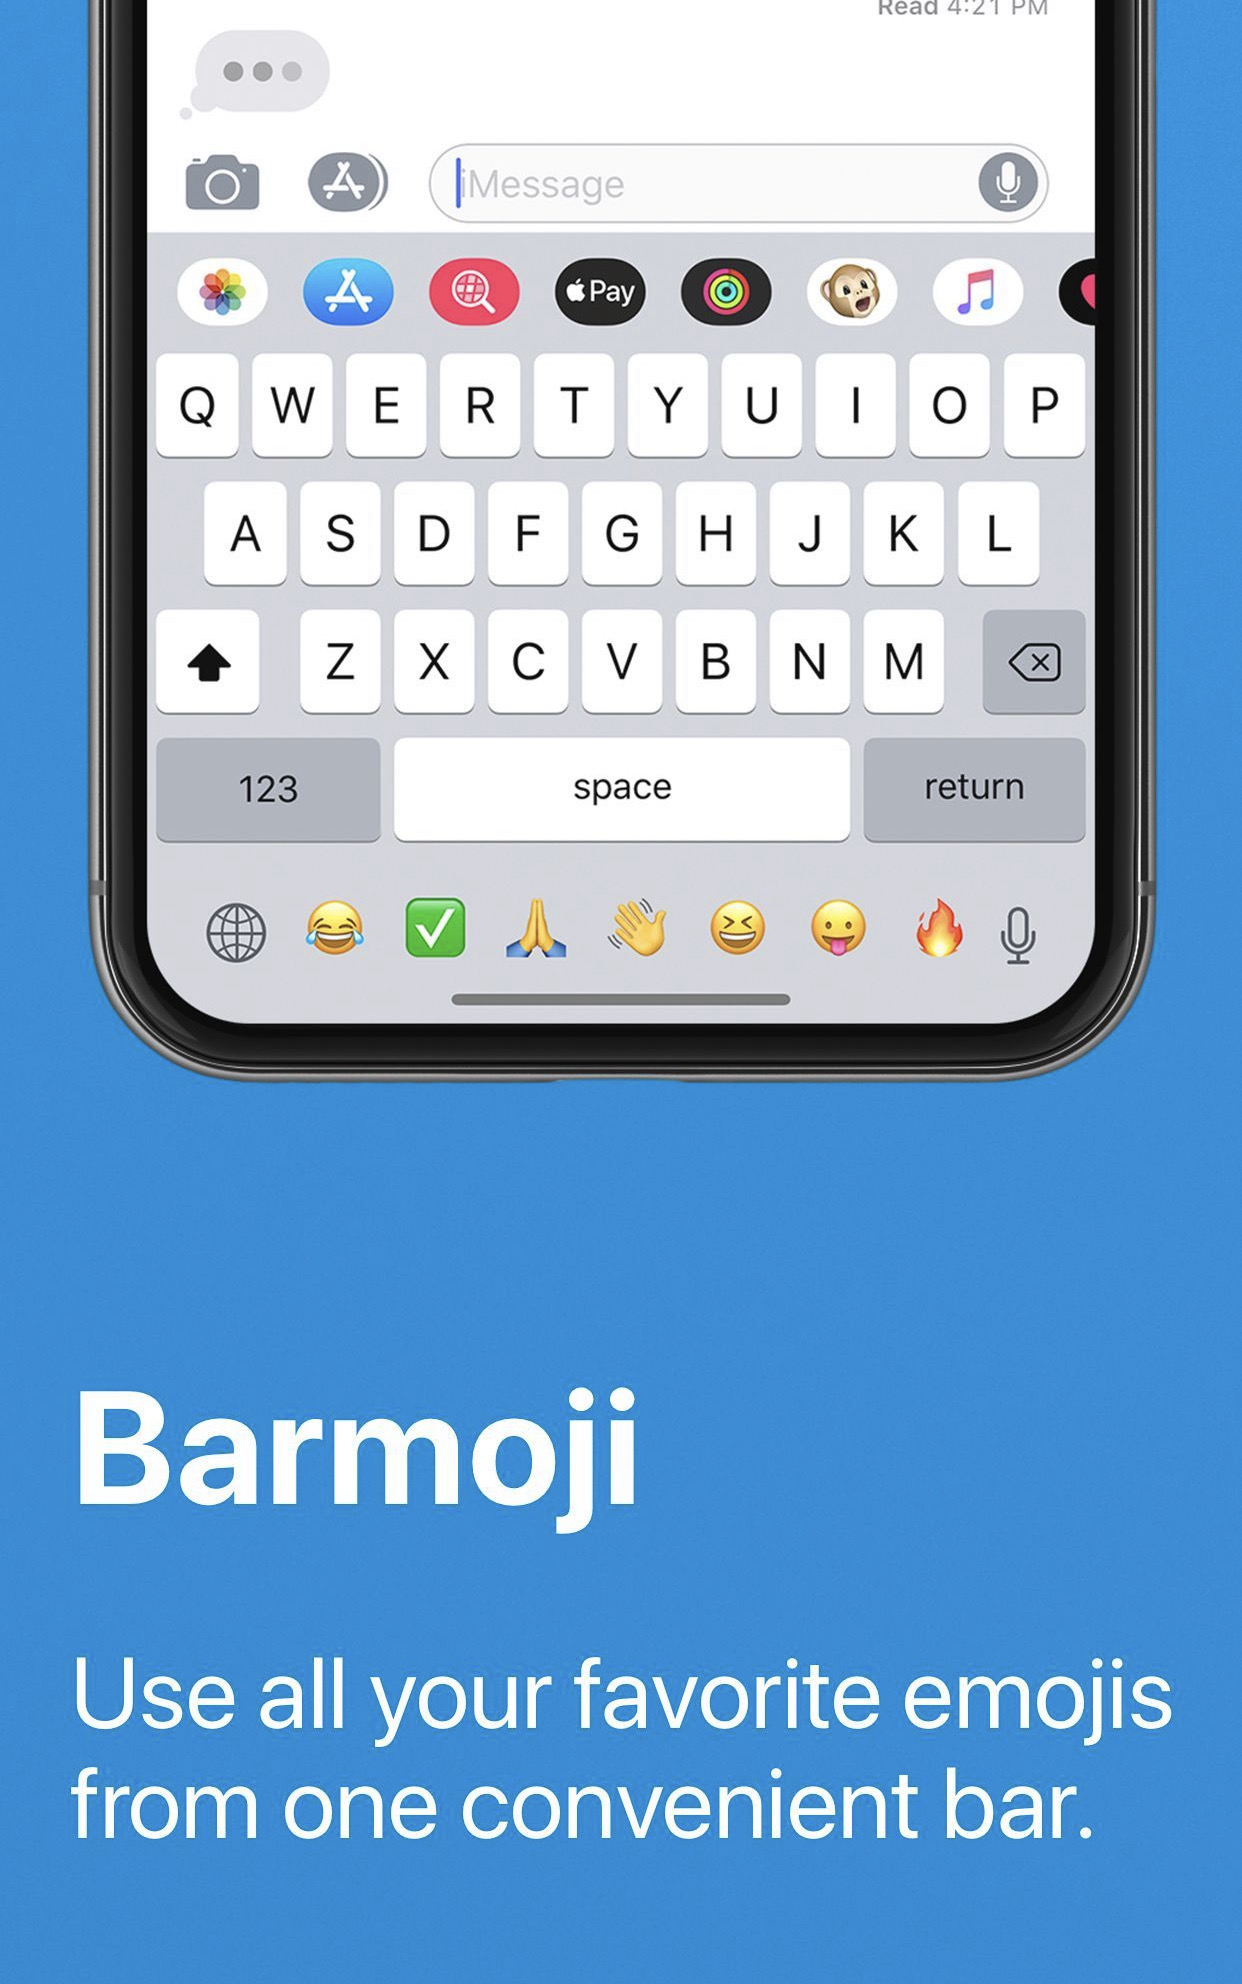 Read 4:21 PM
iMessage
Pay
Q W E R T Y U I O P
A S D F G H J K L
Z X C V B N M
123 space return
Barmoji
Use all your favorite emojis
from one convenient bar.